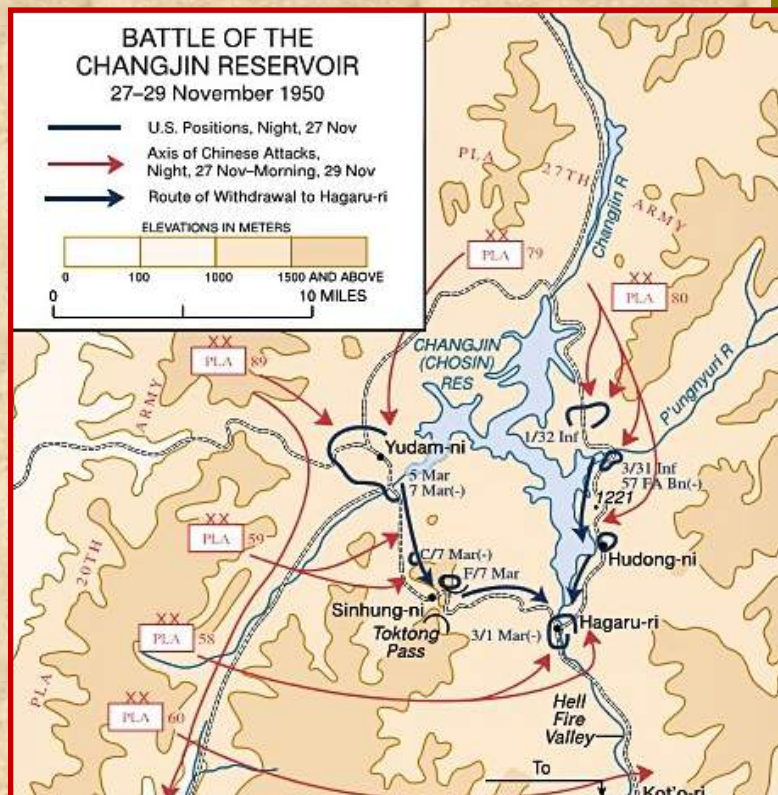 BATTLE OF THE
CHANGJIN RESERVOIR
27–29 November 1950
U.S. Positions, Night, 27 Nov
Axis of Chinese Attacks,
Night, 27 Nov–Morning, 29 Nov
Route of Withdrawal to Hagaru-ri
ELEVATIONS IN METERS
0 100 1000 1500 AND ABOVE
0 10 MILES
PLA 27TH ARMY
Changjin R
XX
PLA 79
XX
PLA 80
CHANGJIN
(CHOSIN)
RES
P'ungnyuri R
XX
PLA 89
ARMY
1/32 Inf
Yudam-ni
3/31 Inf
57 FA Bn(-)
5 Mar
7 Mar(-)
1221
XX
PLA 59
20TH
C/7 Mar(-)
F/7 Mar
Hudong-ni
Sinhung-ni
Toktong
Pass
3/1 Mar(-)
Hagaru-ri
XX
PLA 58
PLA
XX
PLA 60
Hell
Fire
Valley
To
Kot'o-ri